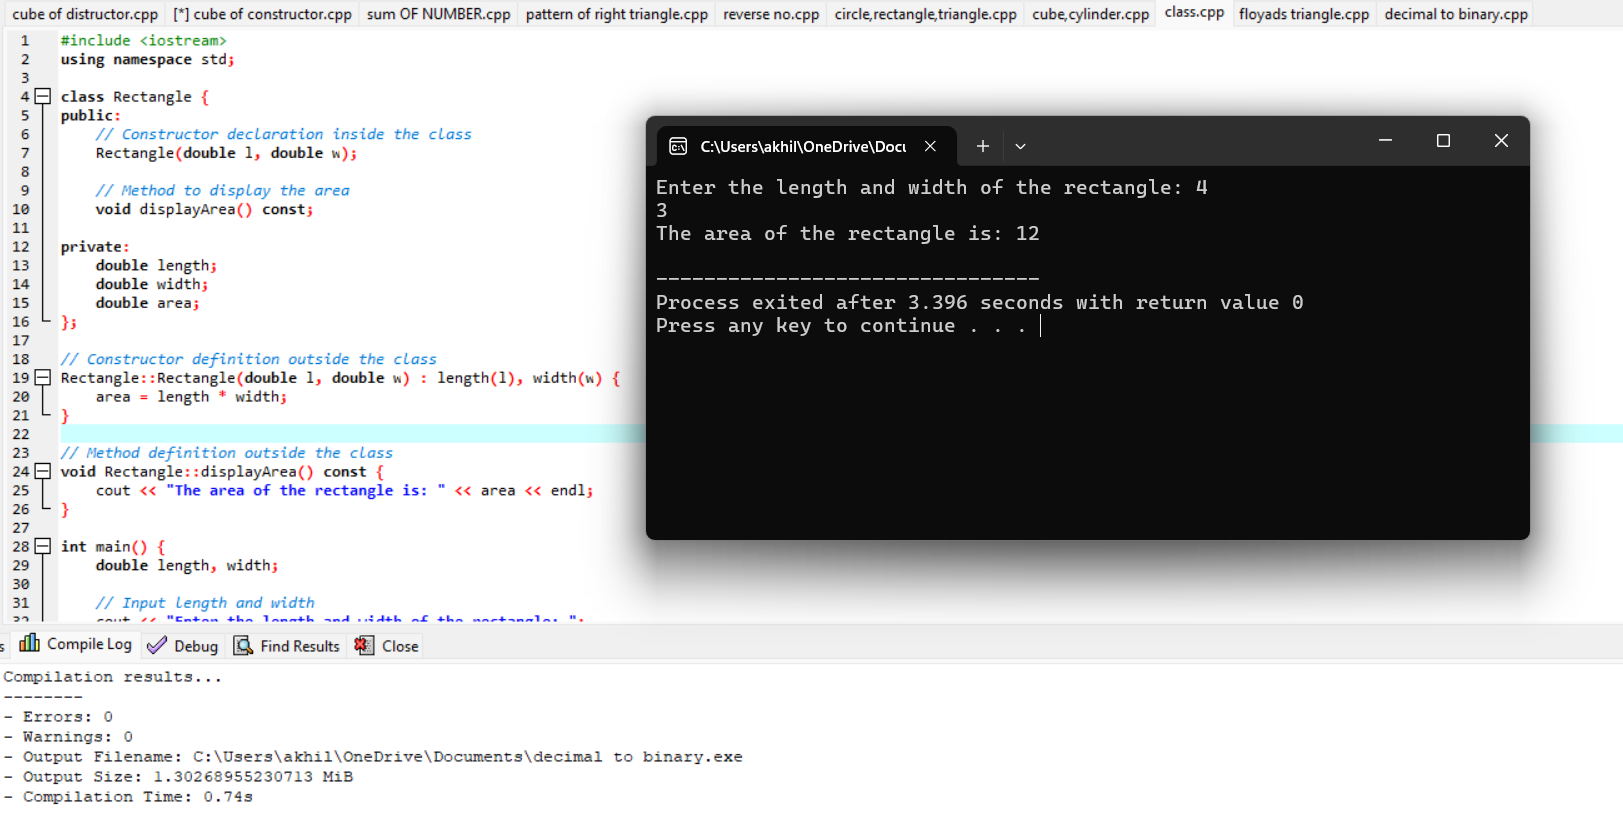 cube of distructor.cpp [*] cube of constructor.cpp sum OF NUMBER.cpp pattern of right triangle.cpp reverse no.cpp circle,rectangle,triangle.cpp cube,cylinder.cpp class.cpp floyads triangle.cpp decimal to binary.cpp
1 #include <iostream>
2 using namespace std;
3
4 class Rectangle {
5 public:
6 // Constructor declaration inside the class
7 Rectangle(double l, double w);
8
9 // Method to display the area
10 void displayArea() const;
11
12 private:
13 double length;
14 double width;
15 double area;
16 };
17
18 // Constructor definition outside the class
19 Rectangle::Rectangle(double l, double w) : length(l), width(w) {
20 area = length * width;
21 }
22
23 // Method definition outside the class
24 void Rectangle::displayArea() const {
25 cout << "The area of the rectangle is: " << area << endl;
26 }
27
28 int main() {
29 double length, width;
30
31 // Input length and width
32 cout << "Enter the length and width of the rectangle: ";
C:\Users\akhil\OneDrive\Docu
Enter the length and width of the rectangle: 4
3
The area of the rectangle is: 12
--------------------------------
Process exited after 3.396 seconds with return value 0
Press any key to continue . . .
s Compile Log Debug Find Results Close
Compilation results...
--------
- Errors: 0
- Warnings: 0
- Output Filename: C:\Users\akhil\OneDrive\Documents\decimal to binary.exe
- Output Size: 1.30268955230713 MiB
- Compilation Time: 0.74s